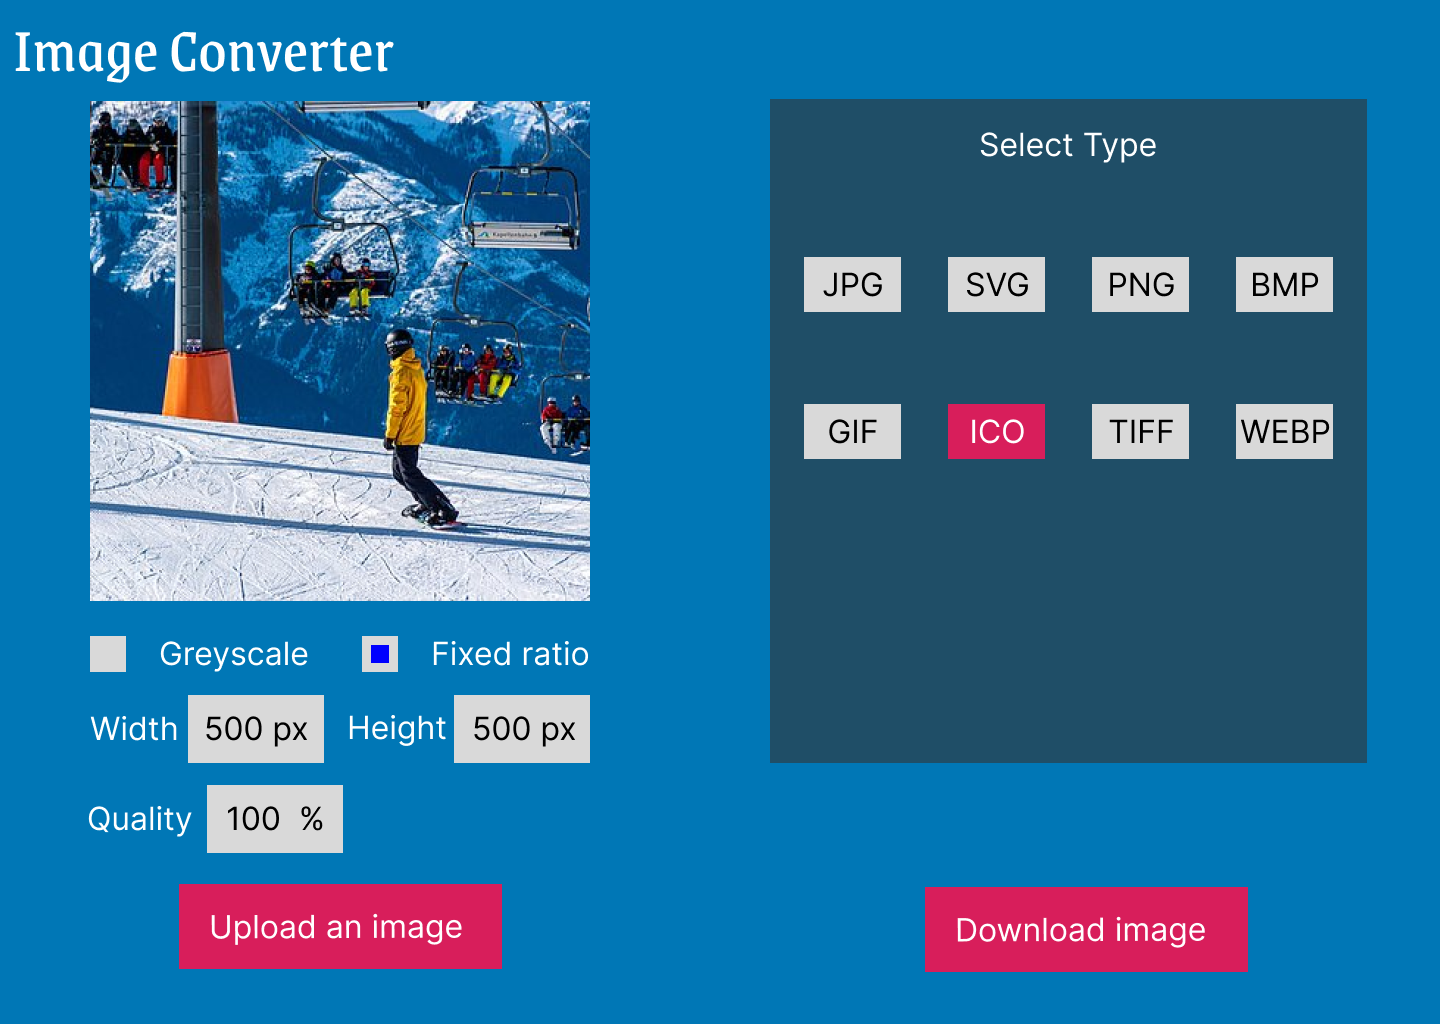 Image Converter
Select Type
JPG SVG PNG BMP
GIF ICO TIFF WEBP
Greyscale Fixed ratio
Width 500 px Height 500 px
Quality 100 %
Upload an image
Download image